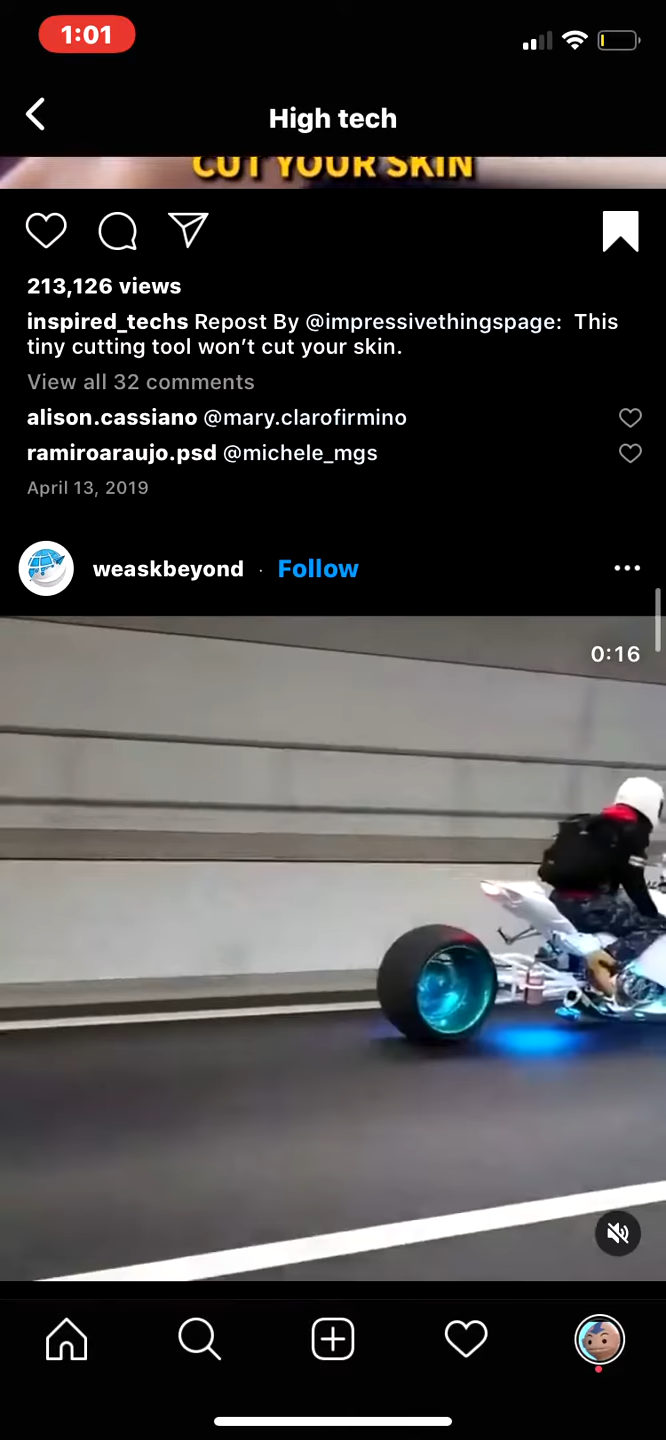 1:01
High tech
CUT YOUR SKIN
213,126 views
inspired_techs Repost By @impressivethingspage:  This
tiny cutting tool won’t cut your skin.
View all 32 comments
alison.cassiano @mary.clarofirmino
ramiroaraujo.psd @michele_mgs
April 13, 2019
weaskbeyond · Follow
0:16